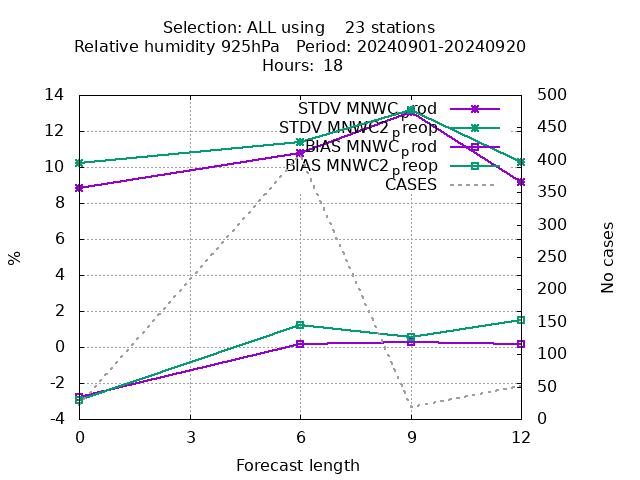 Selection: ALL using    23 stations
Relative humidity 925hPa   Period: 20240901-20240920
Hours: 18
14
12
10
8
6
4
2
0
-2
-4
%
STDV MNWC_prod
STDV MNWC2_preop
BIAS MNWC_prod
BIAS MNWC2_preop
CASES
500
450
400
350
300
250
200
150
100
50
0
No cases
0 3 6 9 12
Forecast length